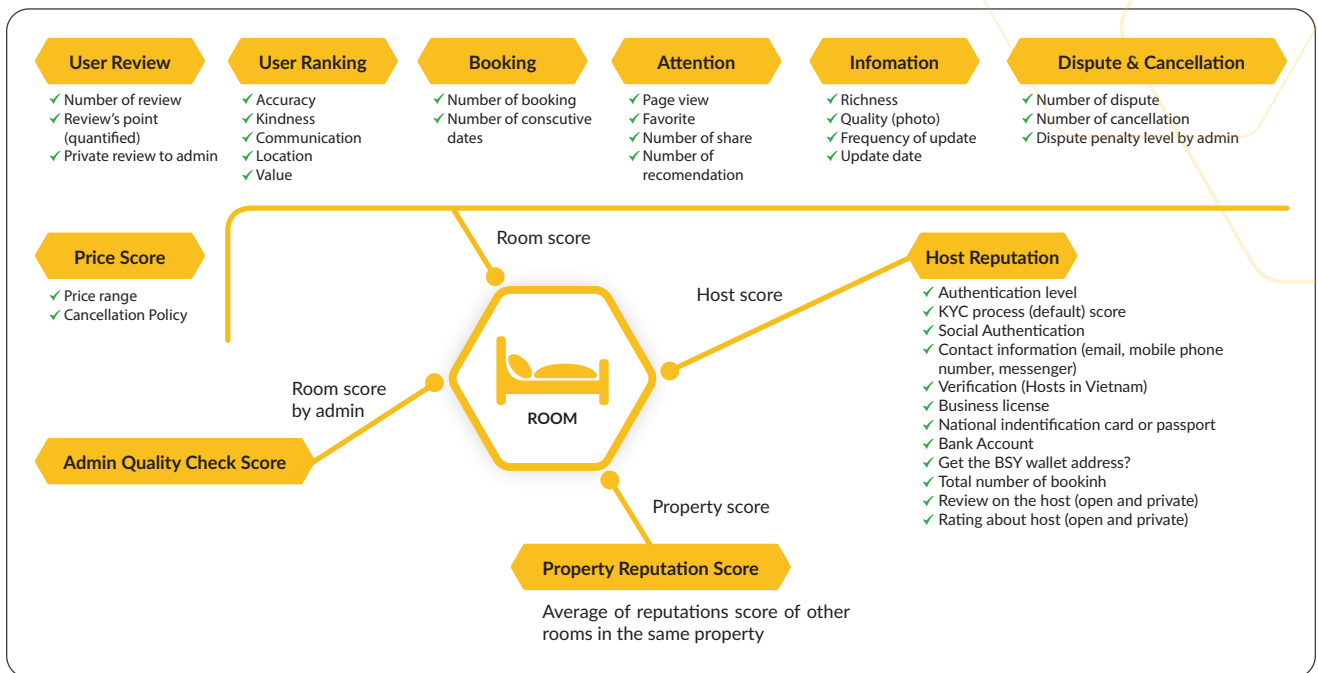 User Review
Number of review
Review's point
(quantified)
Private review to admin
User Ranking
Accuracy
Kindness
Communication
Location
Value
Booking
Number of booking
Number of conscutive
dates
Attention
Page view
Favorite
Number of share
Number of
recomendation
Infomation
Richness
Quality (photo)
Frequency of update
Update date
Dispute & Cancellation
Number of dispute
Number of cancellation
Dispute penalty level by admin
Price Score
Price range
Cancellation Policy
Room score
Host score
Host Reputation
Authentication level
KYC process (default) score
Social Authentication
Contact information (email, mobile phone
number, messenger)
Verification (Hosts in Vietnam)
Business license
National indentification card or passport
Bank Account
Get the BSY wallet address?
Total number of bookinh
Review on the host (open and private)
Rating about host (open and private)
Room score
by admin
ROOM
Admin Quality Check Score
Property score
Property Reputation Score
Average of reputations score of other
rooms in the same property